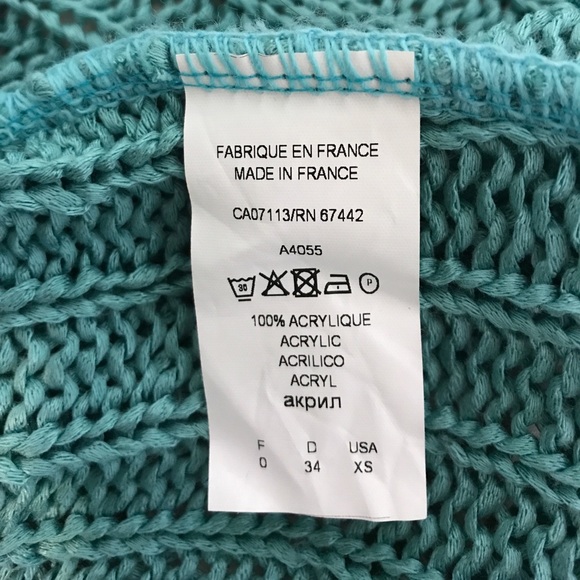 FABRIQUE EN FRANCE
MADE IN FRANCE
CA07113/RN 67442
A4055
30 P
100% ACRYLIQUE
ACRYLIC
ACRILICO
ACRYL
акрил
F D USA
0 34 XS